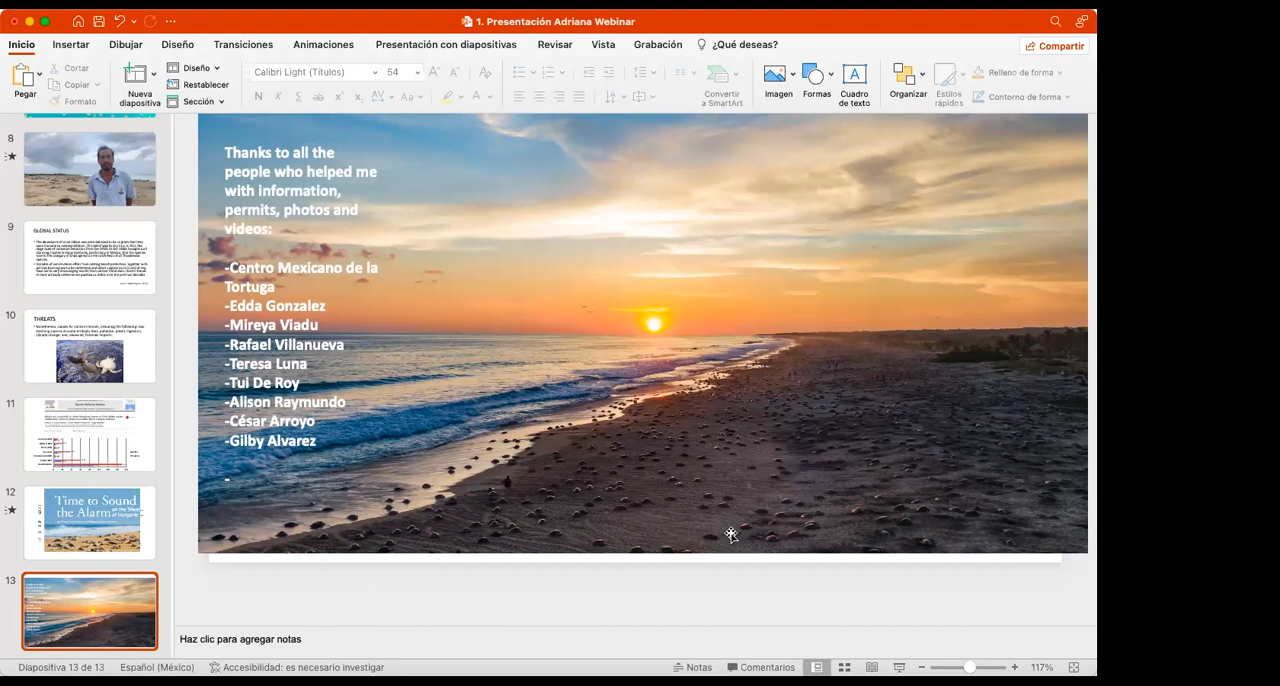 1. Presentación Adriana Webinar
Inicio Insertar Dibujar Diseño Transiciones Animaciones Presentación con diapositivas Revisar Vista Grabación ¿Qué deseas? Compartir
Pegar
Cortar
Copiar
Formato
Nueva
diapositiva
Diseño
Restablecer
Sección
Calibri Light (Títulos) 54
Convertir
a SmartArt
Imagen
Formas
Cuadro
de texto
Organizar
Estilos
rápidos
Relleno de forma
Contorno de forma
8
9
GLOBAL STATUS
10
THREATS
11
12
Time to Sound
the Alarm
13
Thanks to all the
people who helped me
with information,
permits, photos and
videos:
-Centro Mexicano de la
Tortuga
-Edda Gonzalez
-Mireya Viadu
-Rafael Villanueva
-Teresa Luna
-Tui De Roy
-Alison Raymundo
-César Arroyo
-Gilby Alvarez
-
Haz clic para agregar notas
Diapositiva 13 de 13 Español (México) Accesibilidad: es necesario investigar Notas Comentarios 117%